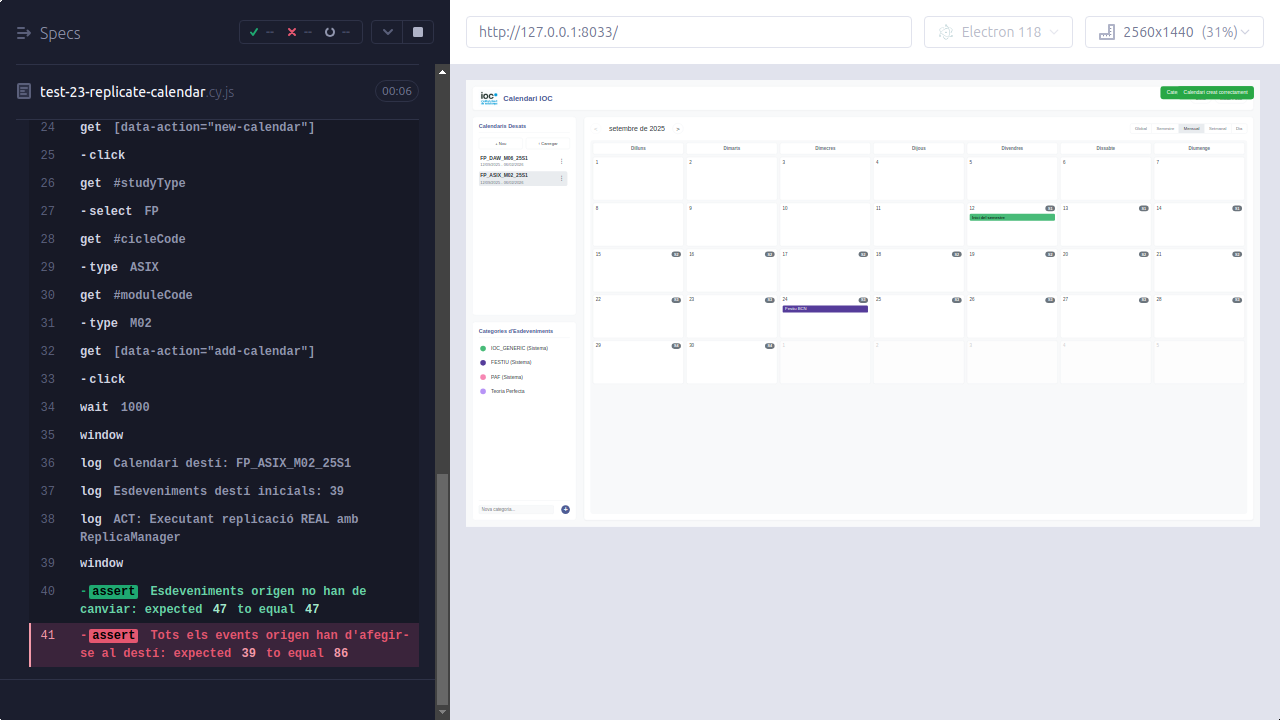 Specs
--
--
--
http://127.0.0.1:8033/
Electron 118
2560x1440 (31%)
test-23-replicate-calendar.cy.js
00:06
24 get [data-action="new-calendar"]
25 -click
26 get #studyType
27 -select FP
28 get #cicleCode
29 -type ASIX
30 get #moduleCode
31 -type M02
32 get [data-action="add-calendar"]
33 -click
34 wait 1000
35 window
36 log Calendari destí: FP_ASIX_M02_25S1
37 log Esdeveniments destí inicials: 39
38 log ACT: Executant replicació REAL amb
ReplicaManager
39 window
40 -assert Esdeveniments origen no han de
canviar: expected 47 to equal 47
41 -assert Tots els events origen han d'afegir-
se al destí: expected 39 to equal 86
ioc
Calendari IOC
Calendari creat correctament
Calendaris Desats
+ Nou
FP_DAW_M06_25S1
FP_ASIX_M02_25S1
Categories d'Esdeveniments
IOC_GENERIC (Sistema)
FESTIU (Sistema)
PAF (Sistema)
Teoria Perfecta
Nova categoria...
+
< setembre de 2025 >
Global Semestre Mensual Setmanal Dia
Dilluns Dimarts Dimecres Dijous Divendres Dissabte Diumenge
1 2 3 4 5 6 7
8 9 10 11 12 13 14
Inici del semestre
15 16 17 18 19 20 21
22 23 24 25 26 27 28
Festiu BCN
29 30 1 2 3 4 5